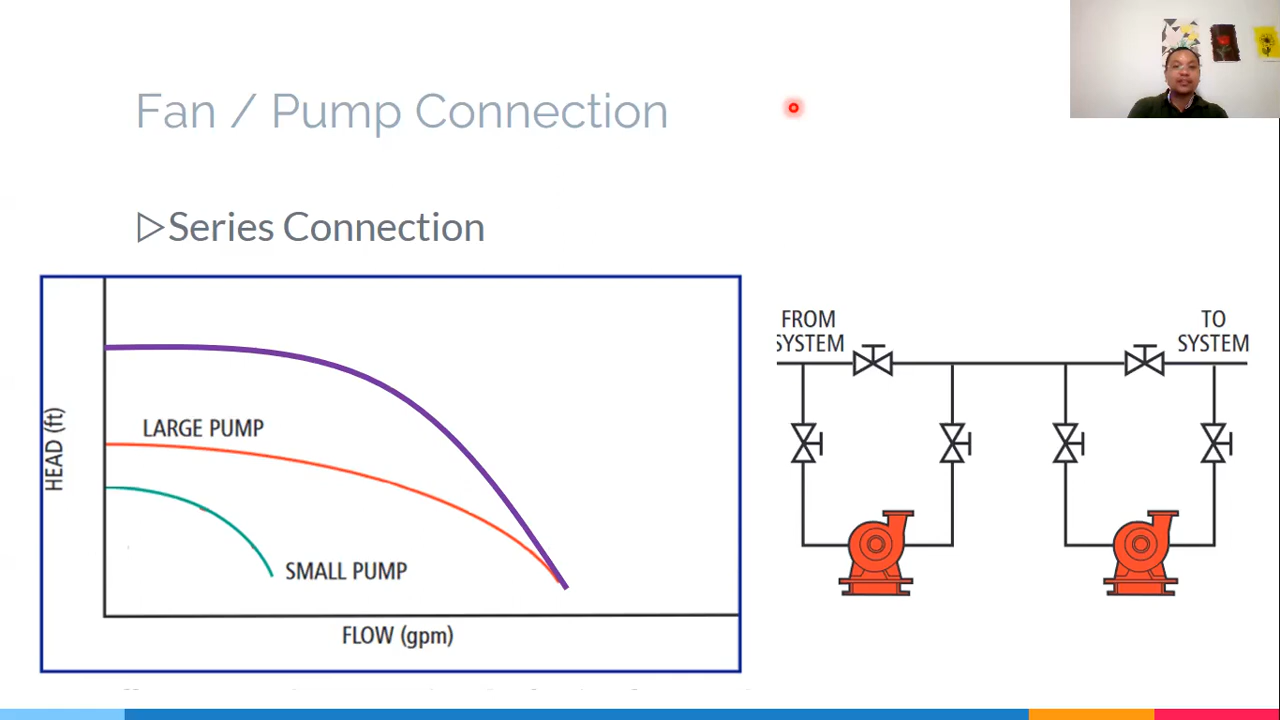 Fan / Pump Connection
▷Series Connection
HEAD (ft)
LARGE PUMP
SMALL PUMP
FLOW (gpm)
FROM
SYSTEM
TO
SYSTEM